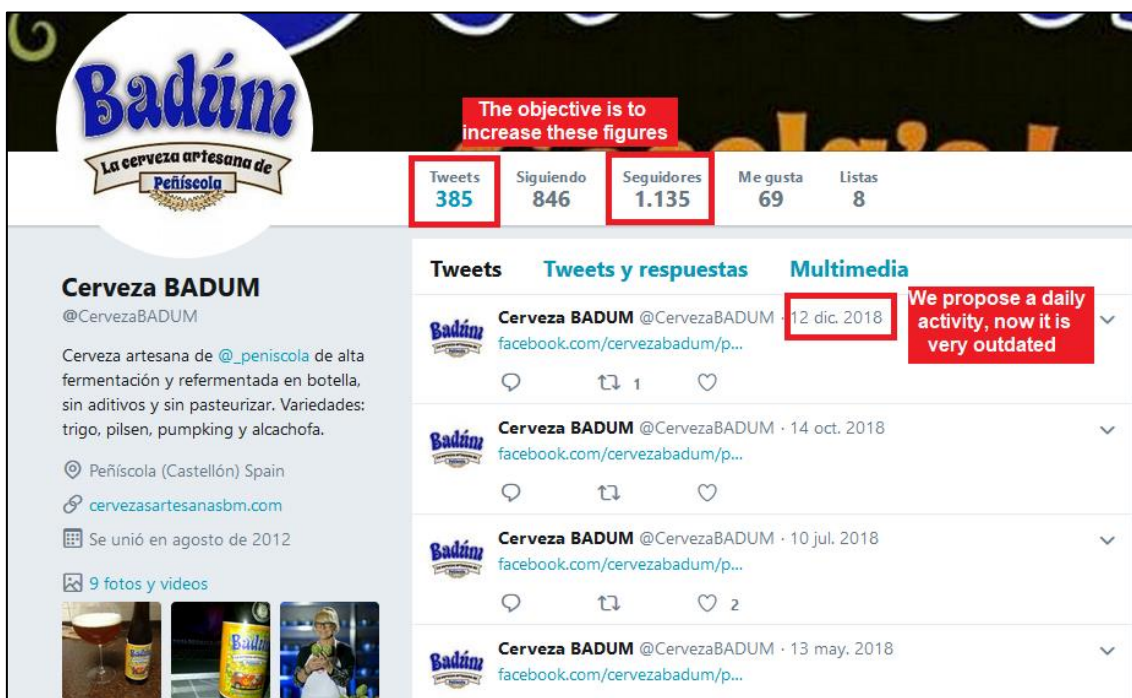 Badúm
La cerveza artesana de
Peñíscola
The objective is to
increase these figures
Tweets Siguiendo Seguidores Me gusta Listas
385 846 1.135 69 8
Cerveza BADUM
@CervezaBADUM
Cerveza artesana de @_peniscola de alta
fermentación y refermentada en botella,
sin aditivos y sin pasteurizar. Variedades:
trigo, pilsen, pumpking y alcachofa.
Peñíscola (Castellón) Spain
cervezasartesanasbm.com
Se unió en agosto de 2012
9 fotos y videos
Tweets Tweets y respuestas Multimedia
We propose a daily
activity, now it is
very outdated
Cerveza BADUM @CervezaBADUM · 12 dic. 2018
facebook.com/cervezabadum/p...
1
Cerveza BADUM @CervezaBADUM · 14 oct. 2018
facebook.com/cervezabadum/p...
Cerveza BADUM @CervezaBADUM · 10 jul. 2018
facebook.com/cervezabadum/p...
2
Cerveza BADUM @CervezaBADUM · 13 may. 2018
facebook.com/cervezabadum/p...